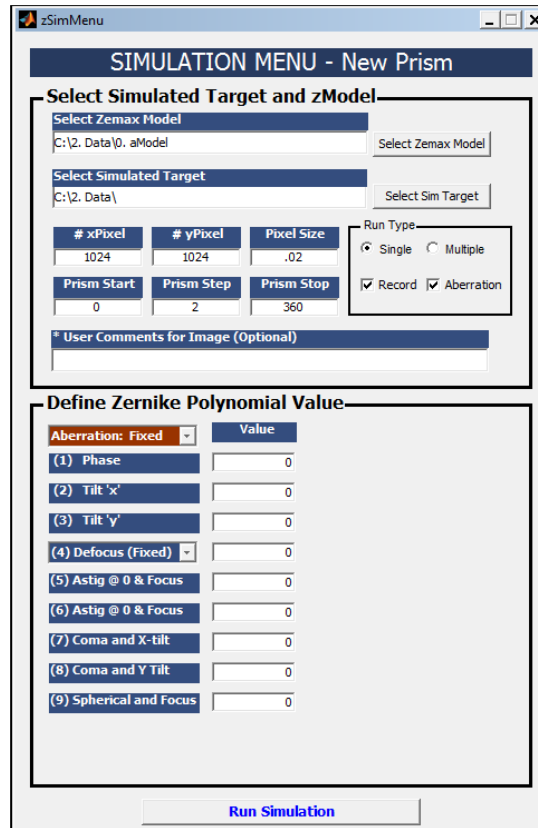 zSimMenu
SIMULATION MENU - New Prism
Select Simulated Target and zModel
Select Zemax Model
C:\2. Data\0. aModel
Select Zemax Model
Select Simulated Target
C:\2. Data\
Select Sim Target
# xPixel # yPixel Pixel Size
1024 1024 .02
Prism Start Prism Step Prism Stop
0 2 360
Run Type
Single Multiple
Record Aberration
* User Comments for Image (Optional)
Define Zernike Polynomial Value
Aberration: Fixed Value
(1) Phase 0
(2) Tilt 'x' 0
(3) Tilt 'y' 0
(4) Defocus (Fixed) 0
(5) Astig @ 0 & Focus 0
(6) Astig @ 0 & Focus 0
(7) Coma and X-tilt 0
(8) Coma and Y Tilt 0
(9) Spherical and Focus 0
Run Simulation